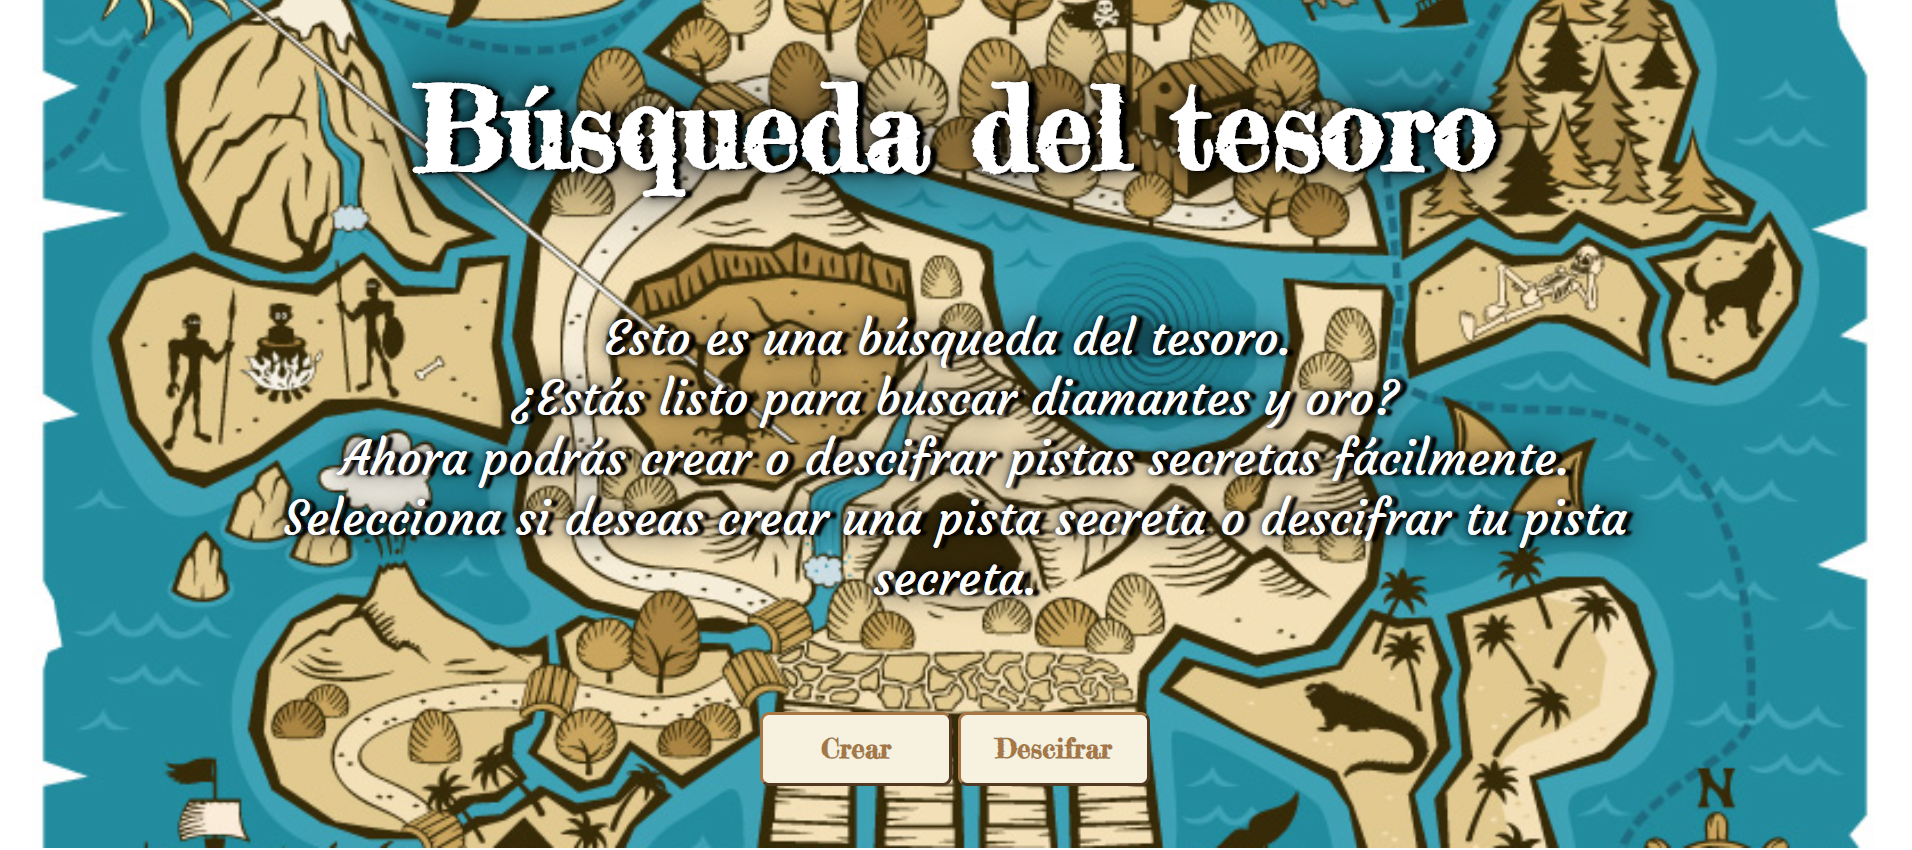 Búsqueda del tesoro
Esto es una búsqueda del tesoro.
¿Estás listo para buscar diamantes y oro?
Ahora podrás crear o descifrar pistas secretas fácilmente.
Selecciona si deseas crear una pista secreta o descifrar tu pista
secreta.
Crear
Descifrar
N